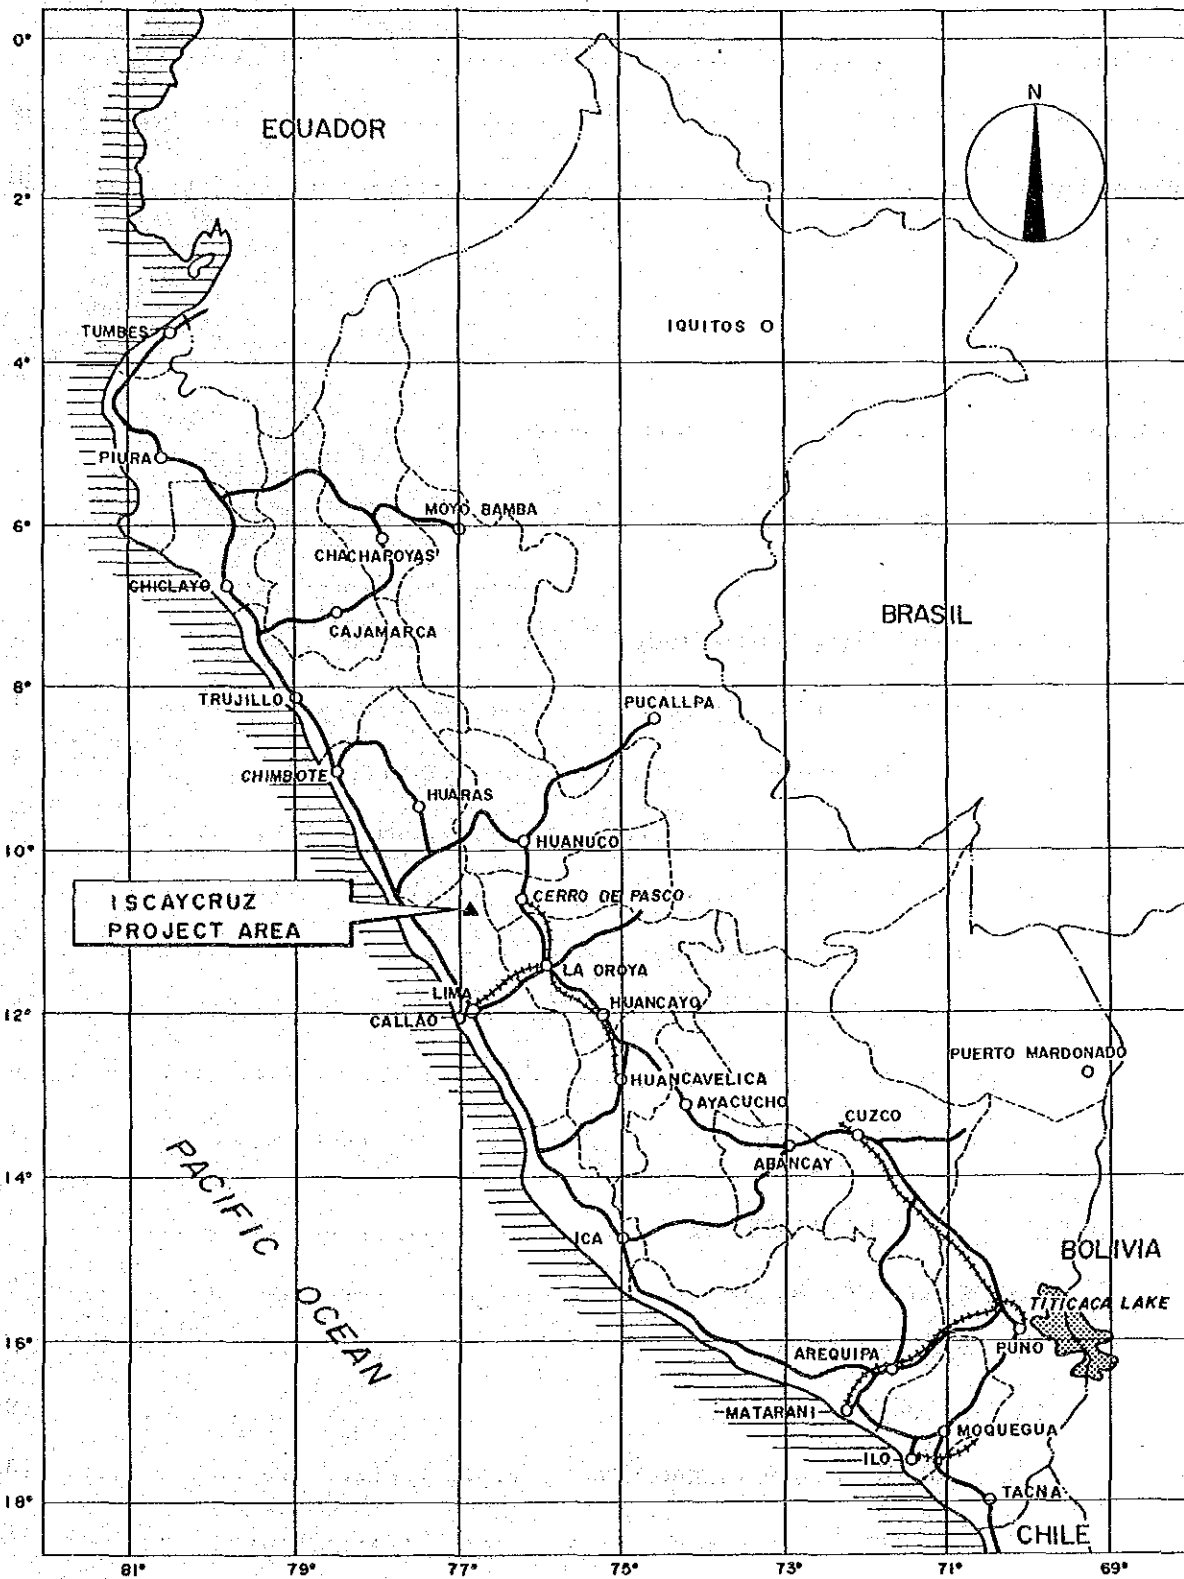 0°
ECUADOR
N
2°
TUMBES
IQUITOS
4°
PIURA
MOYO BAMBA
6°
CHACHAPOYAS
CHICLAYO
CAJAMARCA
BRASIL
8°
TRUJILLO
PUCALLPA
CHIMBOTE
HUARAS
HUANUCO
10°
ISCAYCRUZ
PROJECT AREA
CERRO DE PASCO
LA OROYA
LIMA
HUANCAYO
CALLAO
12°
PUERTO MARDONADO
HUANCAVELICA
AYACUCHO
CUZCO
ABANCAY
14°
PACIFIC OCEAN
ICA
BOLIVIA
TITICACA LAKE
16°
AREQUIPA
PUNO
MATARANI
MOQUEGUA
ILO
TACNA
18°
CHILE
81° 79° 77° 75° 73° 71° 69°